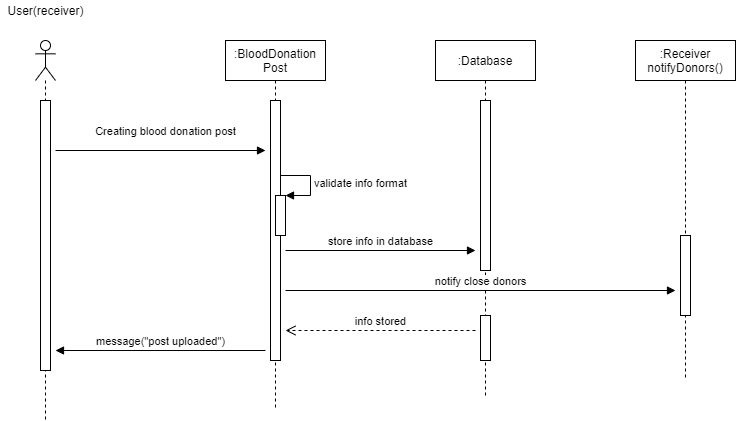 User(receiver)
:BloodDonation
Post
:Database
:Receiver
notifyDonors()
Creating blood donation post
validate info format
store info in database
notify close donors
info stored
message("post uploaded")